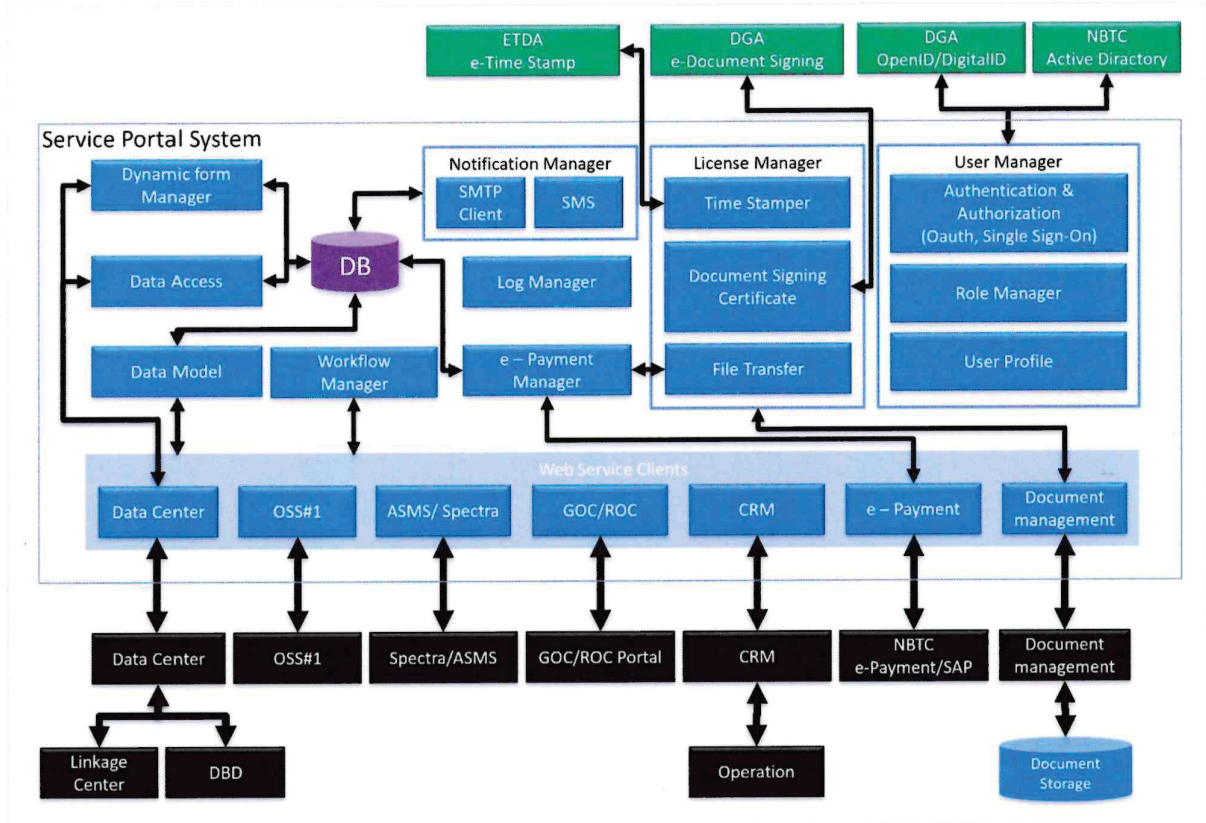 ETDA
e-Time Stamp
DGA
e-Document Signing
DGA
OpenID/DigitalID
NBTC
Active Diractory
Service Portal System
Dynamic form
Manager
Notification Manager
SMTP
Client
SMS
License Manager
Time Stamper
User Manager
Authentication &
Authorization
(Oauth, Single Sign-On)
DB
Data Access
Log Manager
Document Signing
Certificate
Role Manager
Data Model
Workflow
Manager
e – Payment
Manager
File Transfer
User Profile
Web Service Clients
Data Center
OSS#1
ASMS/ Spectra
GOC/ROC
CRM
e – Payment
Document
management
Data Center
OSS#1
Spectra/ASMS
GOC/ROC Portal
CRM
NBTC
e-Payment/SAP
Document
management
Linkage
Center
DBD
Operation
Document
Storage